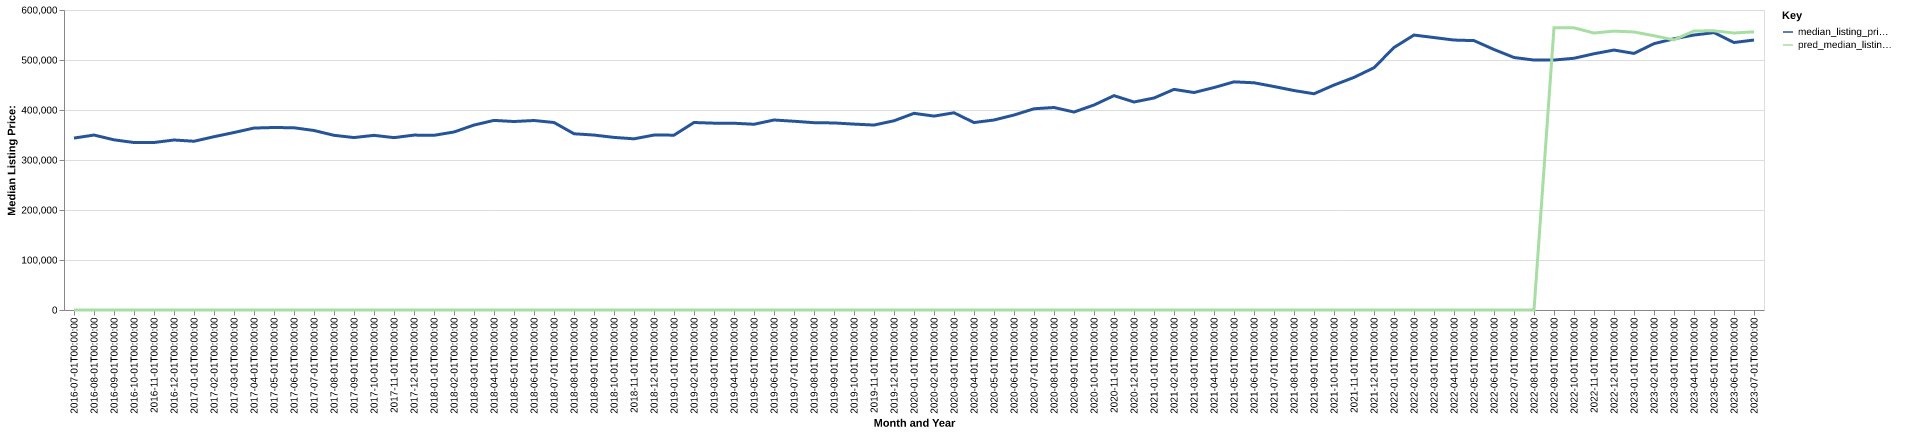 600,000
500,000
400,000
300,000
200,000
100,000
0
Median Listing Price:
2016-07-01T00:00:00
2016-08-01T00:00:00
2016-09-01T00:00:00
2016-10-01T00:00:00
2016-11-01T00:00:00
2016-12-01T00:00:00
2017-01-01T00:00:00
2017-02-01T00:00:00
2017-03-01T00:00:00
2017-04-01T00:00:00
2017-05-01T00:00:00
2017-06-01T00:00:00
2017-07-01T00:00:00
2017-08-01T00:00:00
2017-09-01T00:00:00
2017-10-01T00:00:00
2017-11-01T00:00:00
2017-12-01T00:00:00
2018-01-01T00:00:00
2018-02-01T00:00:00
2018-03-01T00:00:00
2018-04-01T00:00:00
2018-05-01T00:00:00
2018-06-01T00:00:00
2018-07-01T00:00:00
2018-08-01T00:00:00
2018-09-01T00:00:00
2018-10-01T00:00:00
2018-11-01T00:00:00
2018-12-01T00:00:00
2019-01-01T00:00:00
2019-02-01T00:00:00
2019-03-01T00:00:00
2019-04-01T00:00:00
2019-05-01T00:00:00
2019-06-01T00:00:00
2019-07-01T00:00:00
2019-08-01T00:00:00
2019-09-01T00:00:00
2019-10-01T00:00:00
2019-11-01T00:00:00
2019-12-01T00:00:00
2020-01-01T00:00:00
2020-02-01T00:00:00
2020-03-01T00:00:00
2020-04-01T00:00:00
2020-05-01T00:00:00
2020-06-01T00:00:00
2020-07-01T00:00:00
2020-08-01T00:00:00
2020-09-01T00:00:00
2020-10-01T00:00:00
2020-11-01T00:00:00
2020-12-01T00:00:00
2021-01-01T00:00:00
2021-02-01T00:00:00
2021-03-01T00:00:00
2021-04-01T00:00:00
2021-05-01T00:00:00
2021-06-01T00:00:00
2021-07-01T00:00:00
2021-08-01T00:00:00
2021-09-01T00:00:00
2021-10-01T00:00:00
2021-11-01T00:00:00
2021-12-01T00:00:00
2022-01-01T00:00:00
2022-02-01T00:00:00
2022-03-01T00:00:00
2022-04-01T00:00:00
2022-05-01T00:00:00
2022-06-01T00:00:00
2022-07-01T00:00:00
2022-08-01T00:00:00
2022-09-01T00:00:00
2022-10-01T00:00:00
2022-11-01T00:00:00
2022-12-01T00:00:00
2023-01-01T00:00:00
2023-02-01T00:00:00
2023-03-01T00:00:00
2023-04-01T00:00:00
2023-05-01T00:00:00
2023-06-01T00:00:00
2023-07-01T00:00:00
Month and Year
Key
median_listing_pri…
pred_median_listin…